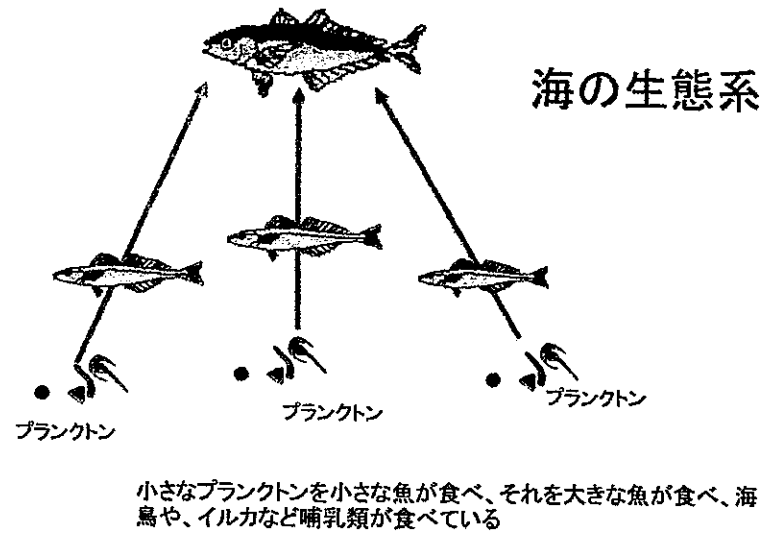 海の生態系
プランクトン
プランクトン
プランクトン
小さなプランクトンを小さな魚が食べ、それを大きな魚が食べ、海
鳥や、イルカなど哺乳類が食べている